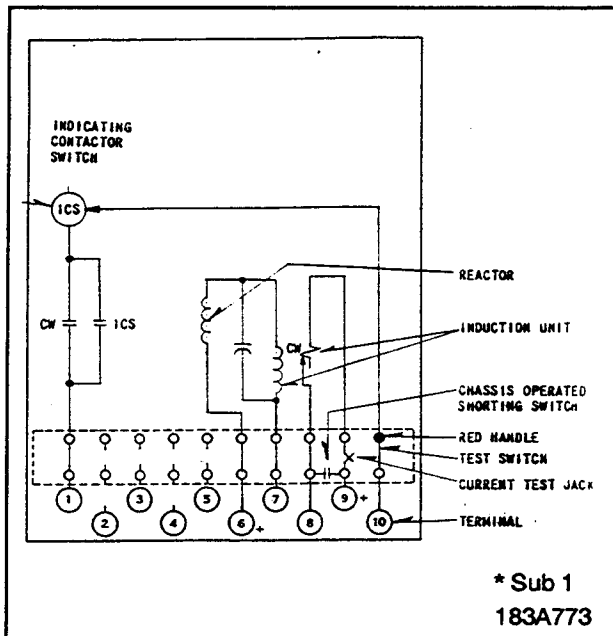 INDICATING
CONTACTOR
SWITCH
ICS
CW
ICS
REACTOR
CW
INDUCTION UNIT
CHASSIS OPERATED
SHORTING SWITCH
RED HANDLE
TEST SWITCH
CURRENT TEST JACK
1
3
5
7
9 +
2
4
6 +
8
10
TERMINAL
* Sub 1
183A773